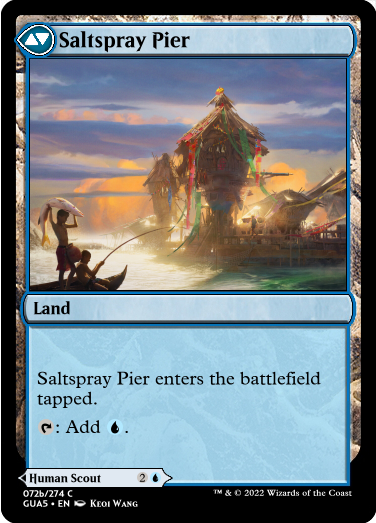 Saltspray Pier
Land
Saltspray Pier enters the battlefield
tapped.
: Add .
Human Scout 2
072b/274 C
GUA5 • EN Keoi Wang
™ & © 2022 Wizards of the Coast